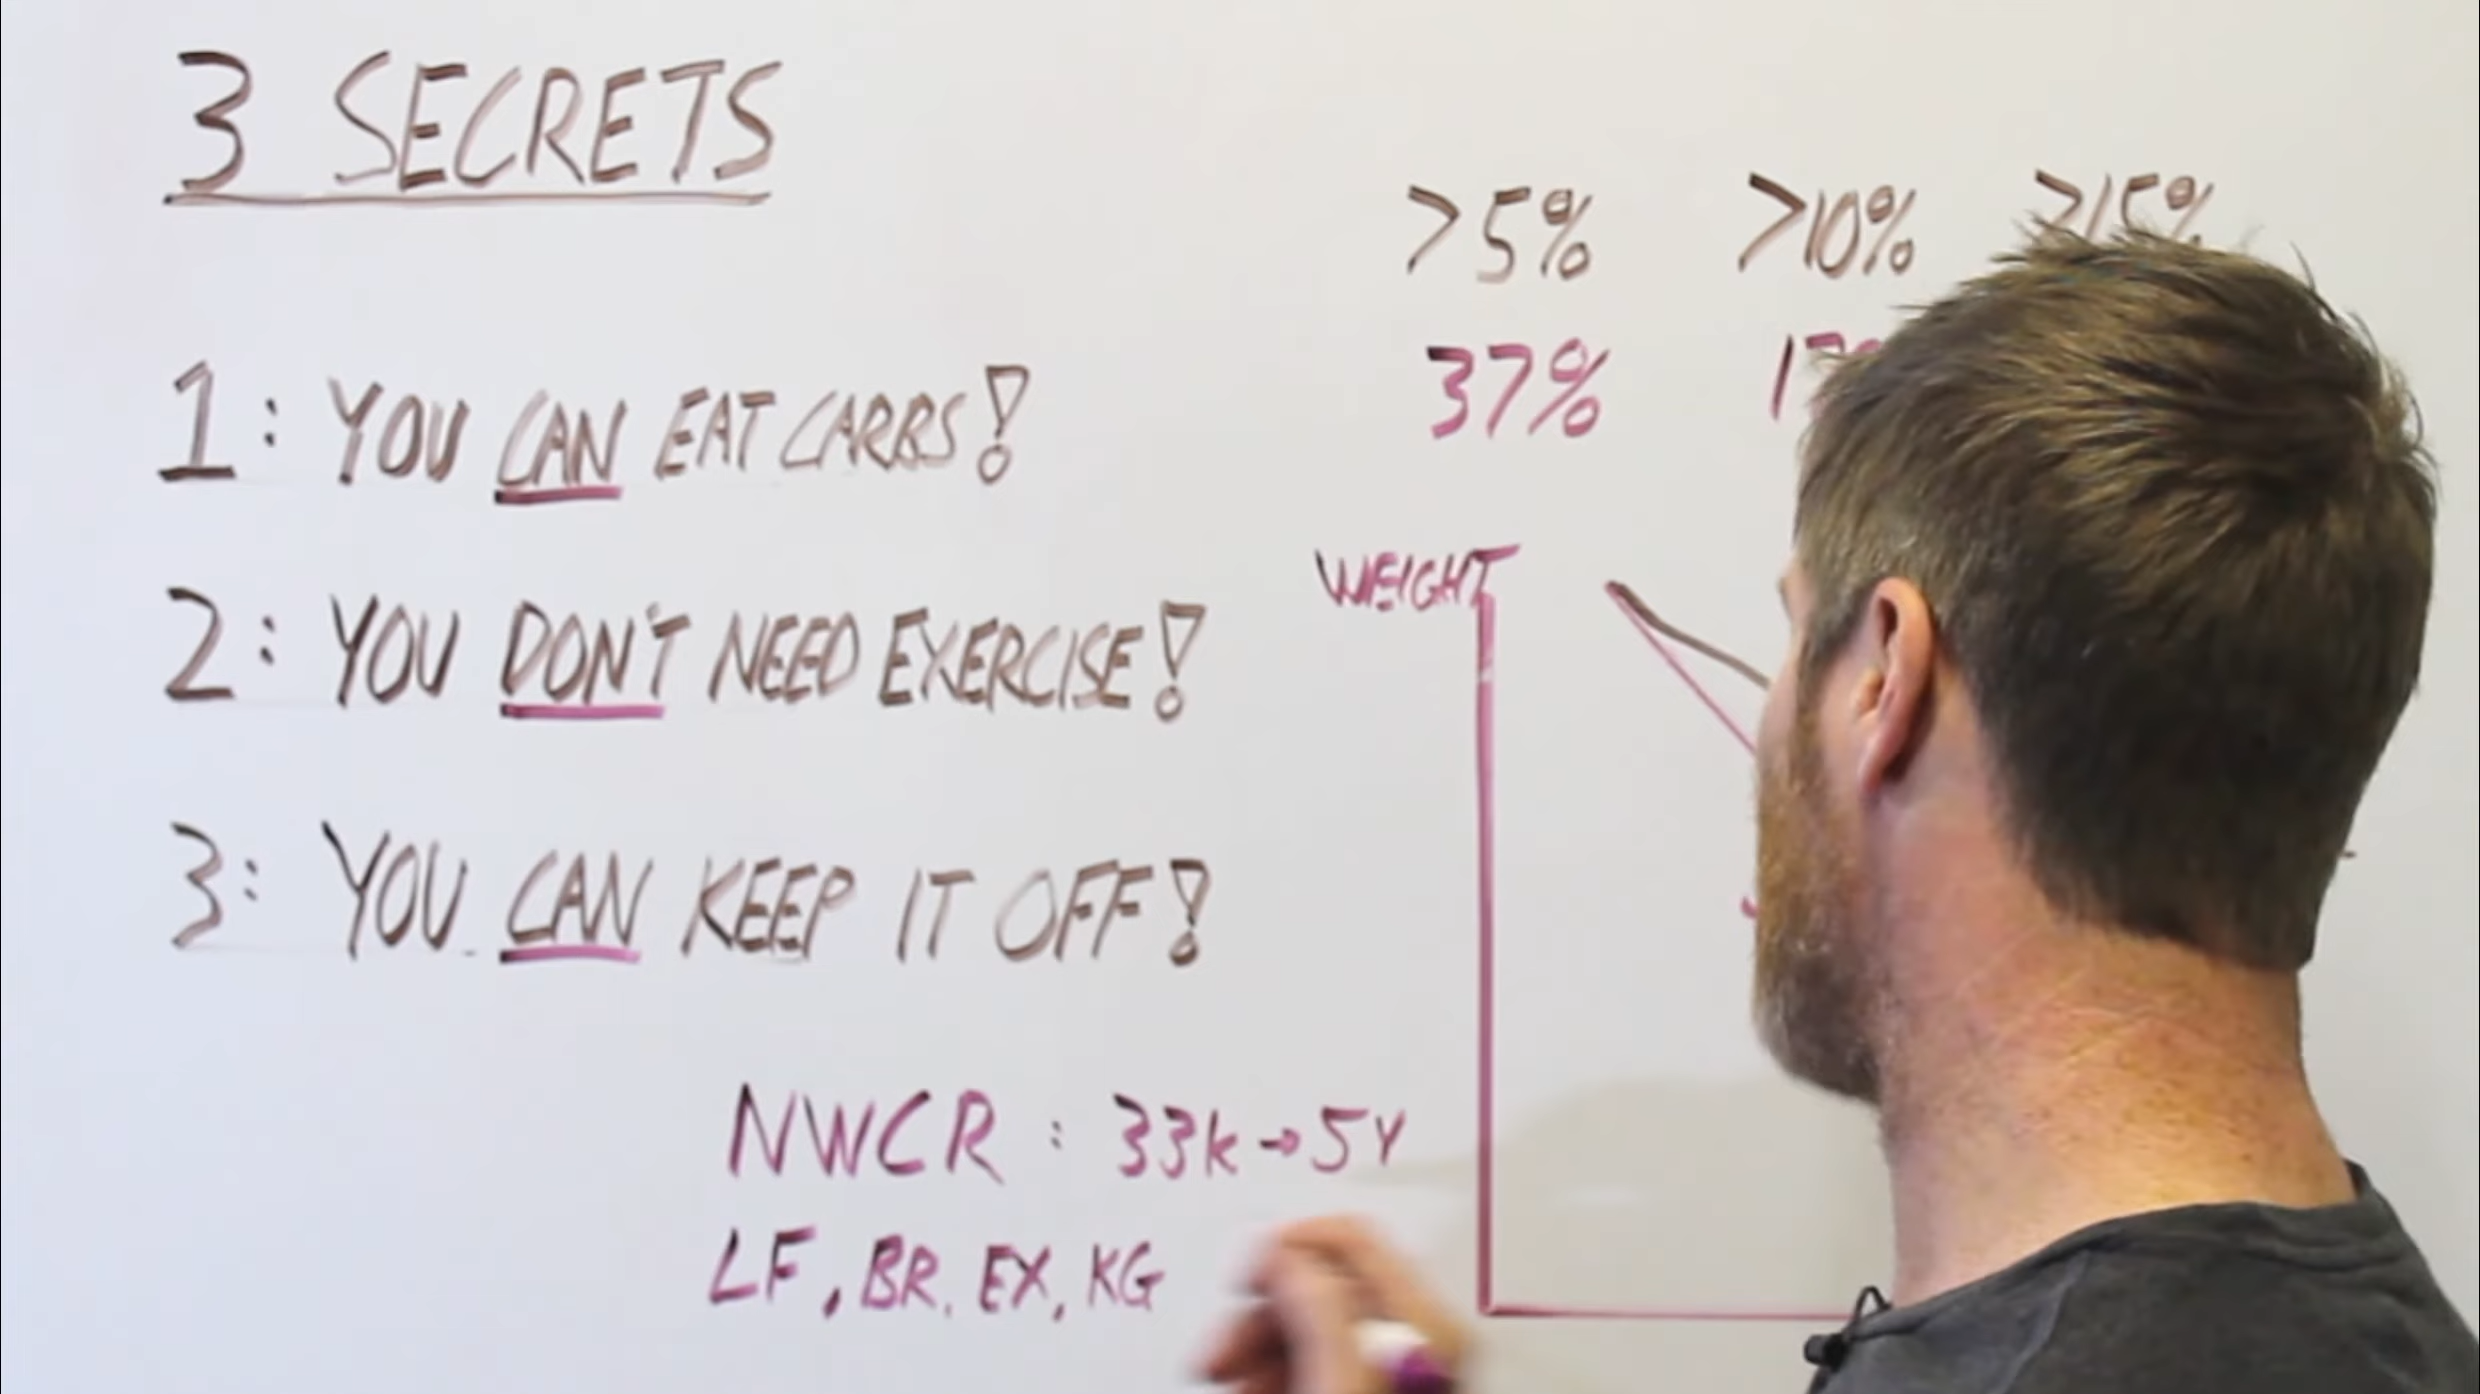 3 SECRETS
>5% >10% >15%
37%
1: YOU CAN EAT CARBS!
WEIGHT
2: YOU DON'T NEED EXERCISE!
3: YOU CAN KEEP IT OFF!
NWCR : 33K→5Y
LF, BR, EX, KG